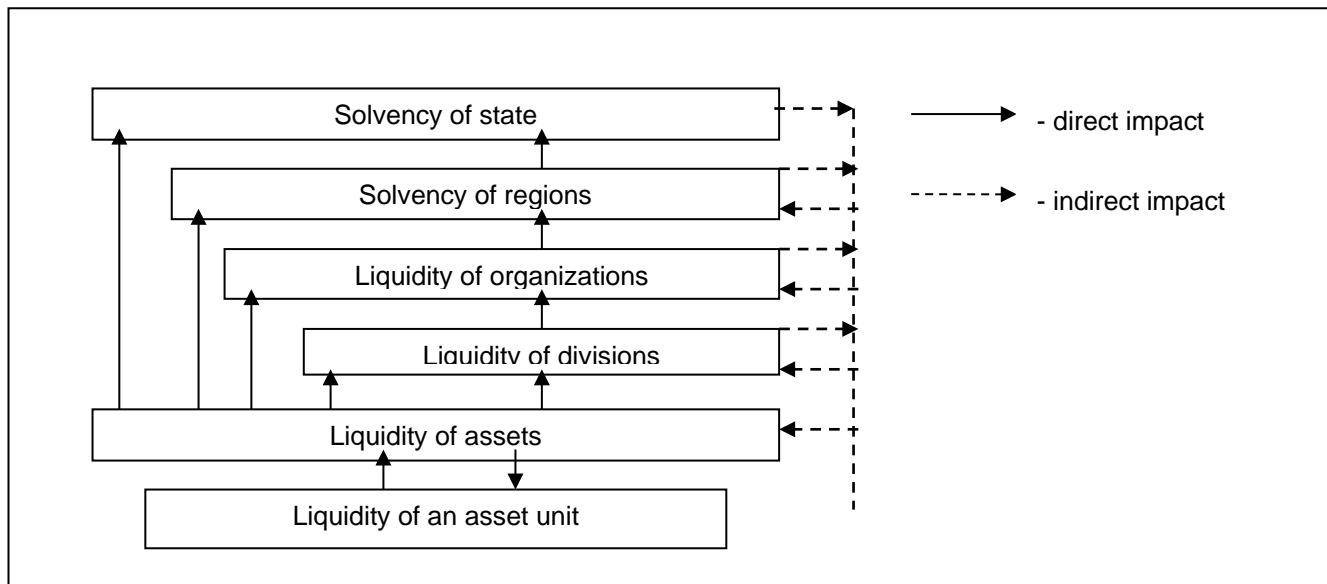 Solvency of state
- direct impact
Solvency of regions
- indirect impact
Liquidity of organizations
Liquidity of divisions
Liquidity of assets
Liquidity of an asset unit